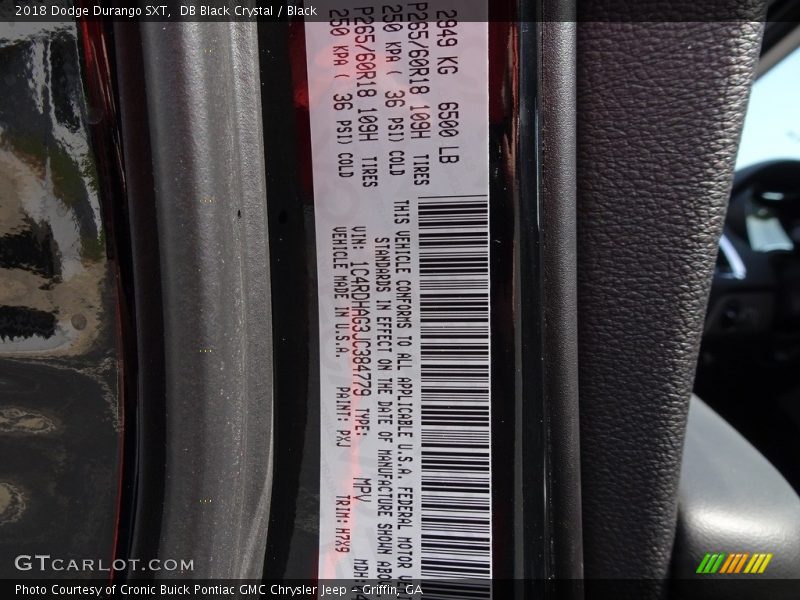 2018 Dodge Durango SXT,  DB Black Crystal / Black
2949 KG  6500 LB
P265/60R18 109H  TIRES
250 KPA ( 36 PSI) COLD
P265/60R18 109H  TIRES
250 KPA ( 36 PSI) COLD
THIS VEHICLE CONFORMS TO ALL APPLICABLE U.S.A. FEDERAL MOTOR
STANDARDS IN EFFECT ON THE DATE OF MANUFACTURE SHOWN
VIN: 1C4RDHAG3JC384779 TYPE: MPV MDH:
VEHICLE MADE IN U.S.A. PAINT: PXJ TRIM: H7X9
GTCARLOT.COM
Photo Courtesy of Cronic Buick Pontiac GMC Chrysler Jeep - Griffin, GA